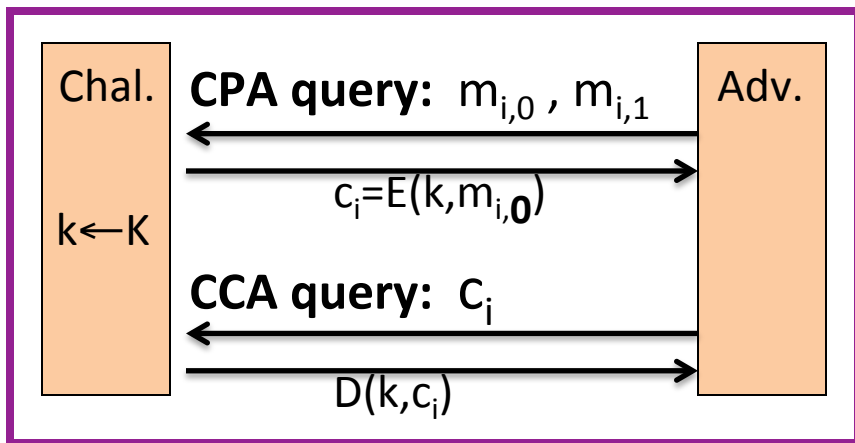 Chal.
k←K
CPA query: m_{i,0} , m_{i,1}
c_i=E(k,m_{i,0})
CCA query: c_i
D(k,c_i)
Adv.